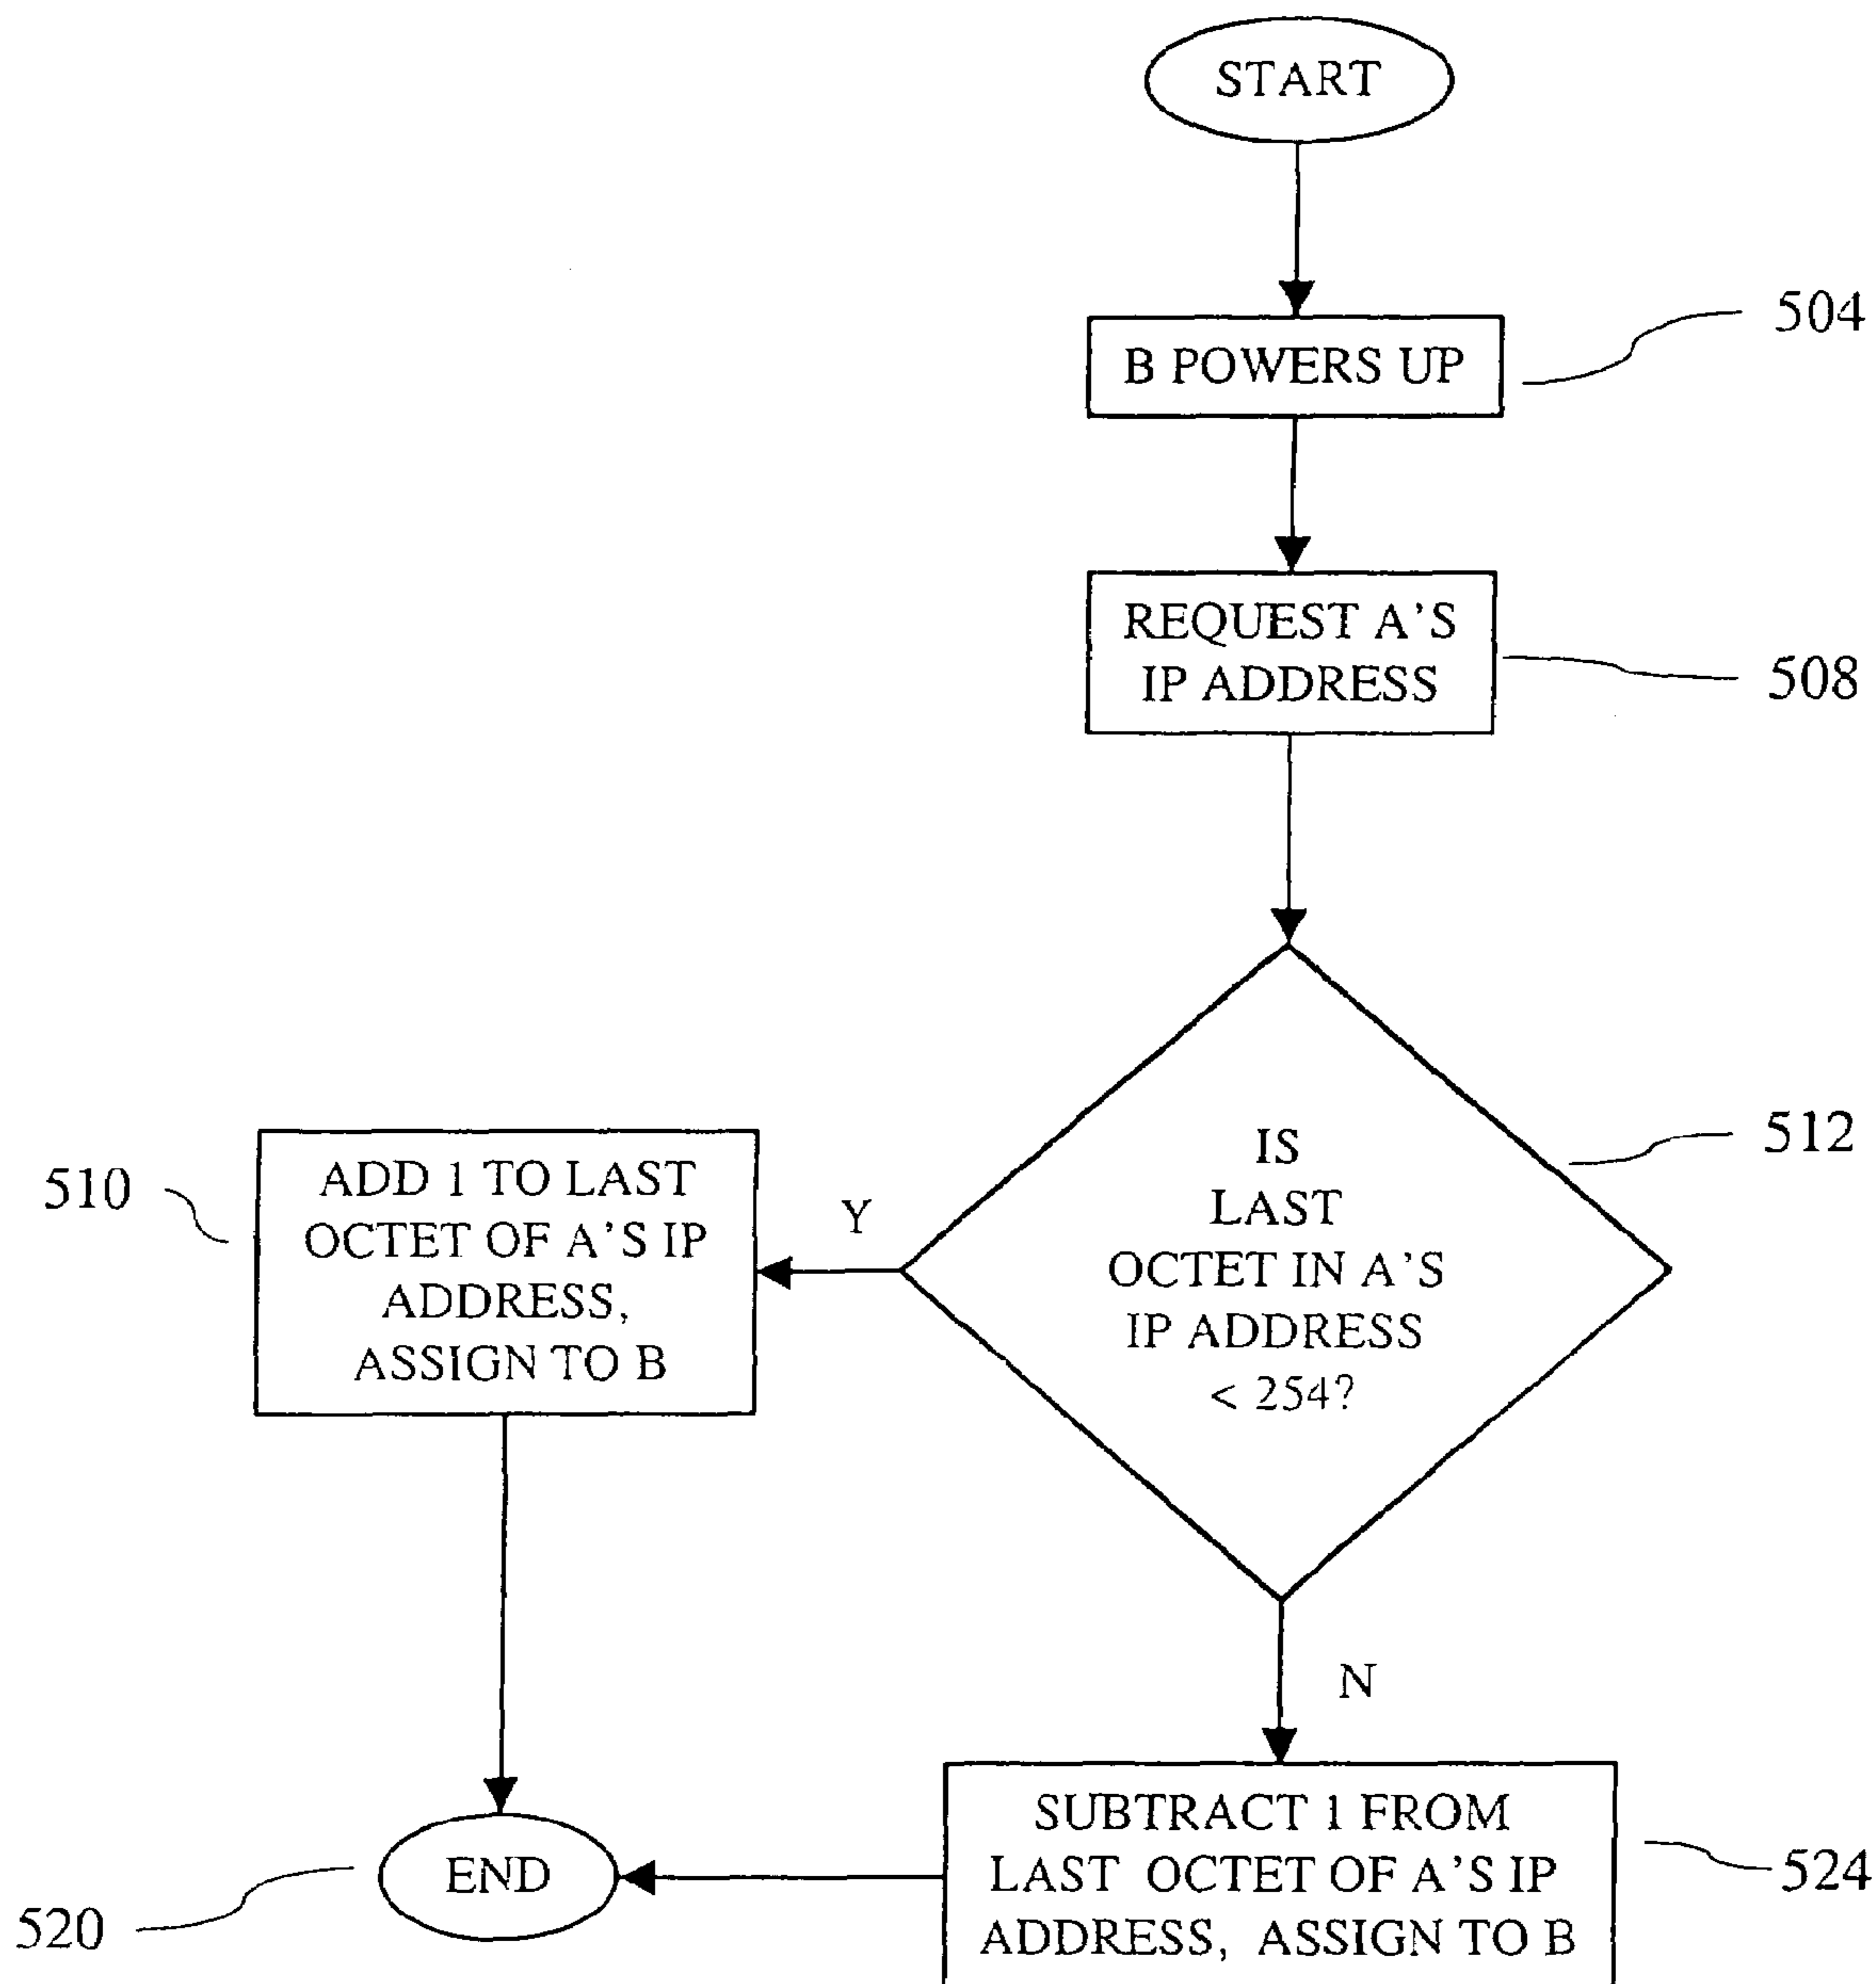 START
B POWERS UP
504
REQUEST A'S
IP ADDRESS
508
IS
LAST
OCTET IN A'S
IP ADDRESS
< 254?
512
Y
510
ADD 1 TO LAST
OCTET OF A'S IP
ADDRESS,
ASSIGN TO B
N
SUBTRACT 1 FROM
LAST OCTET OF A'S IP
ADDRESS, ASSIGN TO B
524
END
520